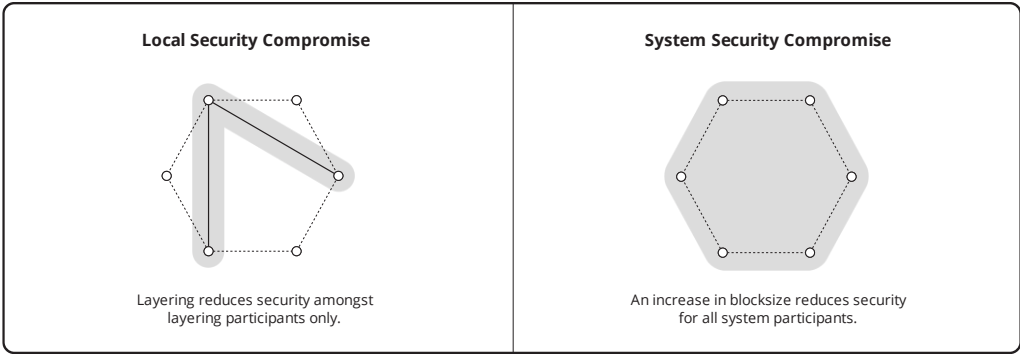 Local Security Compromise
Layering reduces security amongst
layering participants only.
System Security Compromise
An increase in blocksize reduces security
for all system participants.